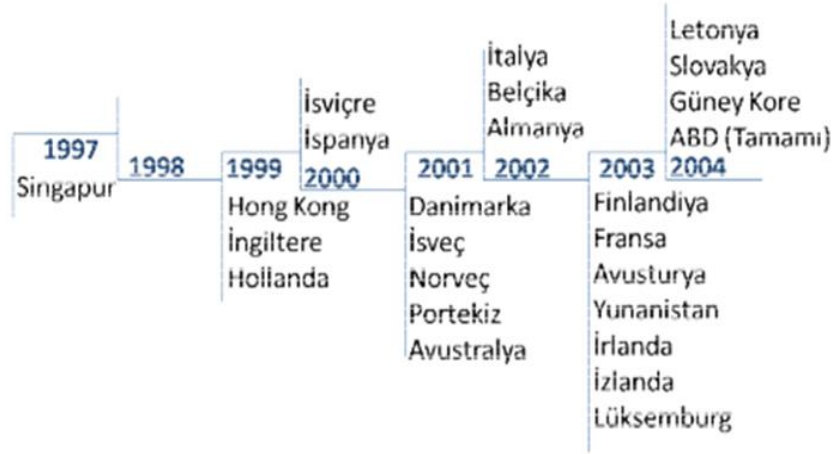 1997
Singapur
1998
1999
Hong Kong
İngiltere
Hollanda
İsviçre
İspanya
2000
2001
Danimarka
İsveç
Norveç
Portekiz
Avustralya
İtalya
Belçika
Almanya
2002
2003
Finlandiya
Fransa
Avusturya
Yunanistan
İrlanda
İzlanda
Lüksemburg
Letonya
Slovakya
Güney Kore
ABD (Tamamı)
2004